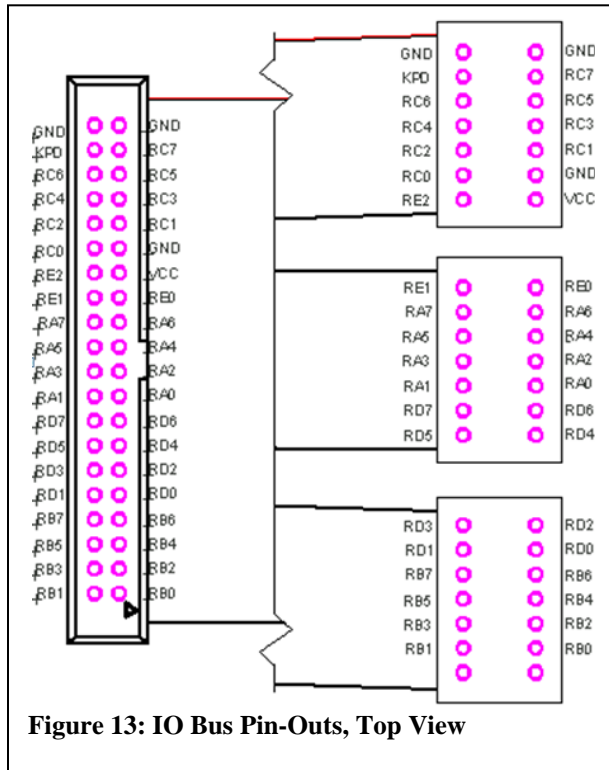 GND GND
KPD RC7
RC6 RC5
RC4 RC3
RC2 RC1
RC0 GND
RE2 VCC
RE1 RE0
RA7 RA6
RA5 RA4
RA3 RA2
RA1 RA0
RD7 RD6
RD5 RD4
RD3 RD2
RD1 RD0
RB7 RB6
RB5 RB4
RB3 RB2
RB1 RB0
GND GND
KPD RC7
RC6 RC5
RC4 RC3
RC2 RC1
RC0 GND
RE2 VCC
RE1 RE0
RA7 RA6
RA5 RA4
RA3 RA2
RA1 RA0
RD7 RD6
RD5 RD4
RD3 RD2
RD1 RD0
RB7 RB6
RB5 RB4
RB3 RB2
RB1 RB0
Figure 13: IO Bus Pin-Outs, Top View